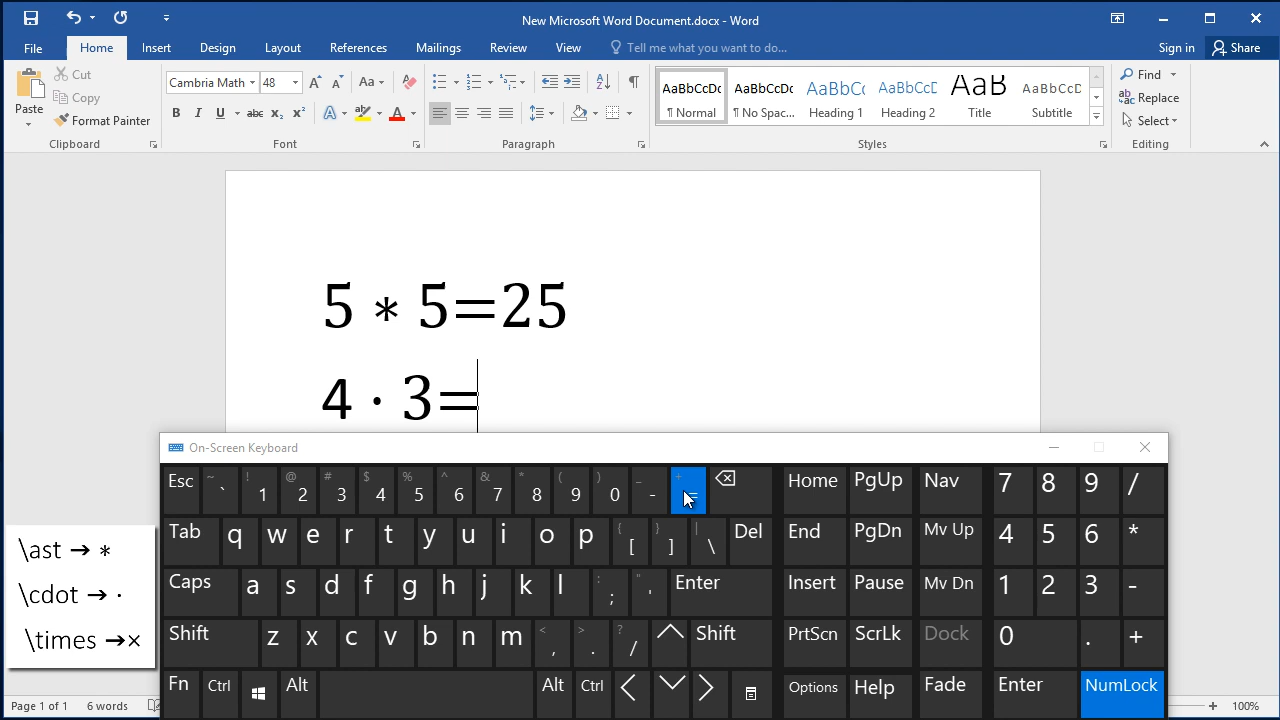 New Microsoft Word Document.docx - Word
File Home Insert Design Layout References Mailings Review View Tell me what you want to do... Sign in Share
Paste
Cut
Copy
Format Painter
Clipboard
Cambria Math 48
Aa
B I U abc X₂ X² A A
Font
Paragraph
AaBbCcDc AaBbCcDc AaBbCc AaBbCcD AaB AaBbCcD
¶ Normal ¶ No Spac... Heading 1 Heading 2 Title Subtitle
Styles
Find
Replace
Select
Editing
5 ∗ 5=25
4 · 3=
\ast → ∗
\cdot → ·
\times →×
On-Screen Keyboard
Esc ~ ` ! 1 @ 2 # 3 $ 4 % 5 ^ 6 & 7 * 8 ( 9 ) 0 _ - + = Home PgUp Nav 7 8 9 /
Tab q w e r t y u i o p { [ } ] | \ Del End PgDn Mv Up 4 5 6 *
Caps a s d f g h j k l : ; " ' Enter Insert Pause Mv Dn 1 2 3 -
Shift z x c v b n m < , > . ? / Shift PrtScn ScrLk Dock 0 . +
Fn Ctrl Alt Alt Ctrl Options Help Fade Enter NumLock
Page 1 of 1 6 words 100%